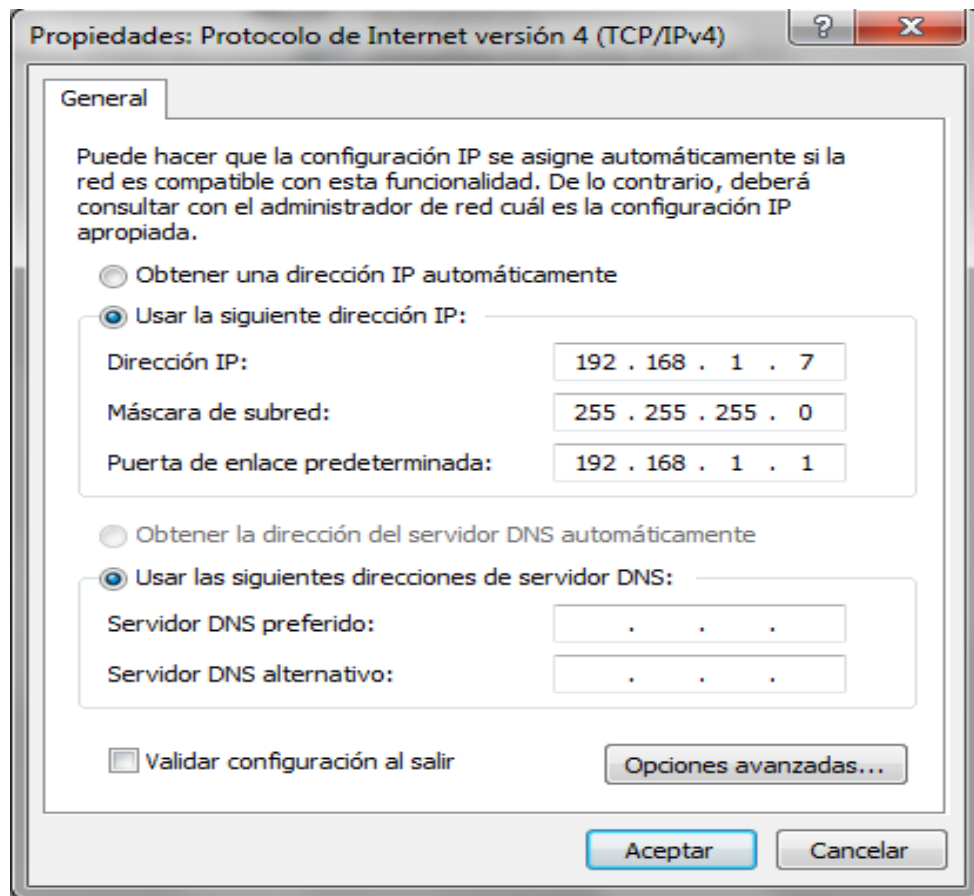 Propiedades: Protocolo de Internet versión 4 (TCP/IPv4)
General
Puede hacer que la configuración IP se asigne automáticamente si la
red es compatible con esta funcionalidad. De lo contrario, deberá
consultar con el administrador de red cuál es la configuración IP
apropiada.
Obtener una dirección IP automáticamente
Usar la siguiente dirección IP:
Dirección IP: 192 . 168 . 1 . 7
Máscara de subred: 255 . 255 . 255 . 0
Puerta de enlace predeterminada: 192 . 168 . 1 . 1
Obtener la dirección del servidor DNS automáticamente
Usar las siguientes direcciones de servidor DNS:
Servidor DNS preferido: . . .
Servidor DNS alternativo: . . .
Validar configuración al salir Opciones avanzadas...
Aceptar Cancelar